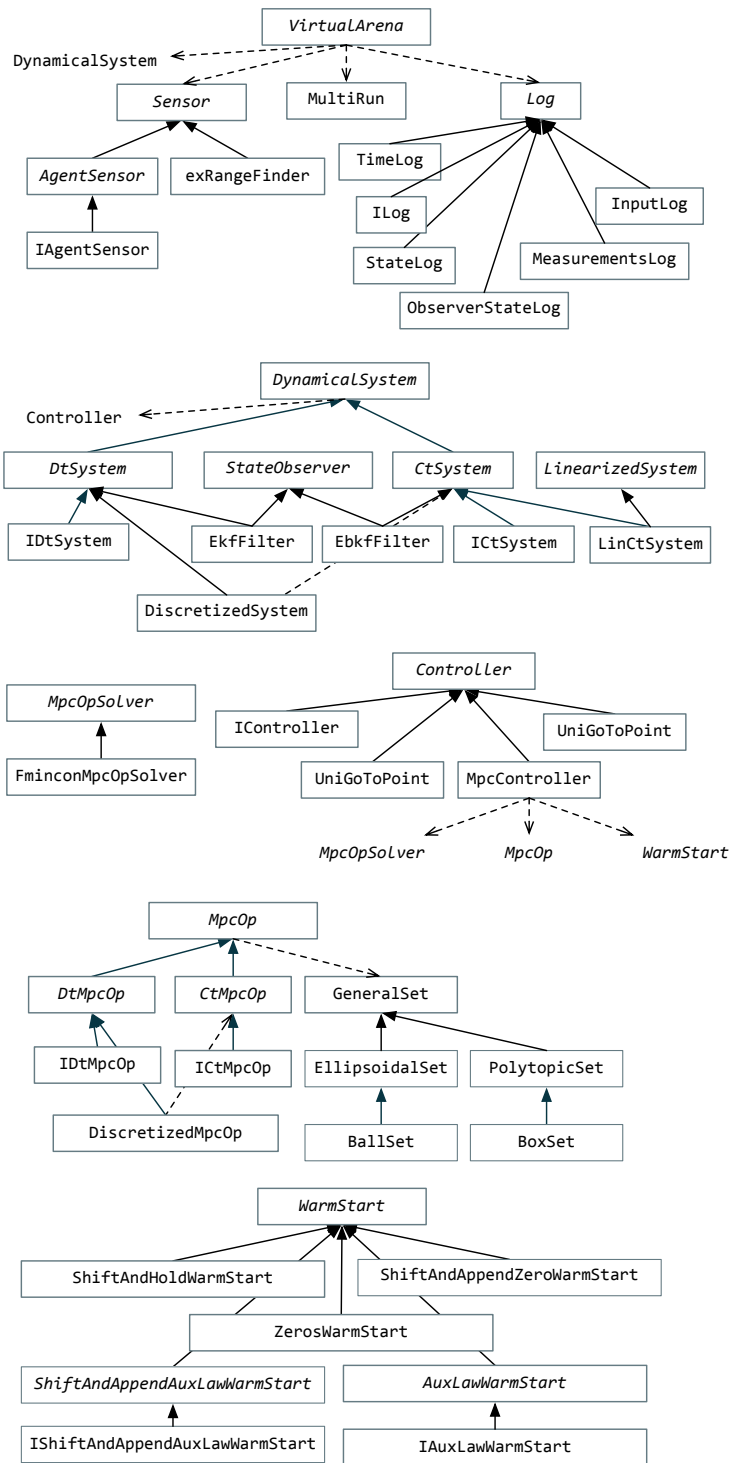 VirtualArena
DynamicalSystem
Sensor
MultiRun
Log
TimeLog
AgentSensor
exRangeFinder
InputLog
ILog
IAgentSensor
StateLog
MeasurementsLog
ObserverStateLog
DynamicalSystem
Controller
DtSystem
StateObserver
CtSystem
LinearizedSystem
IDtSystem
EkfFilter
EbkfFilter
ICtSystem
LinCtSystem
DiscretizedSystem
Controller
MpcOpSolver
IController
UniGoToPoint
FminconMpcOpSolver
UniGoToPoint
MpcController
MpcOpSolver
MpcOp
WarmStart
MpcOp
DtMpcOp
CtMpcOp
GeneralSet
IDtMpcOp
ICtMpcOp
EllipsoidalSet
PolytopicSet
DiscretizedMpcOp
BallSet
BoxSet
WarmStart
ShiftAndHoldWarmStart
ShiftAndAppendZeroWarmStart
ZerosWarmStart
ShiftAndAppendAuxLawWarmStart
AuxLawWarmStart
IShiftAndAppendAuxLawWarmStart
IAuxLawWarmStart